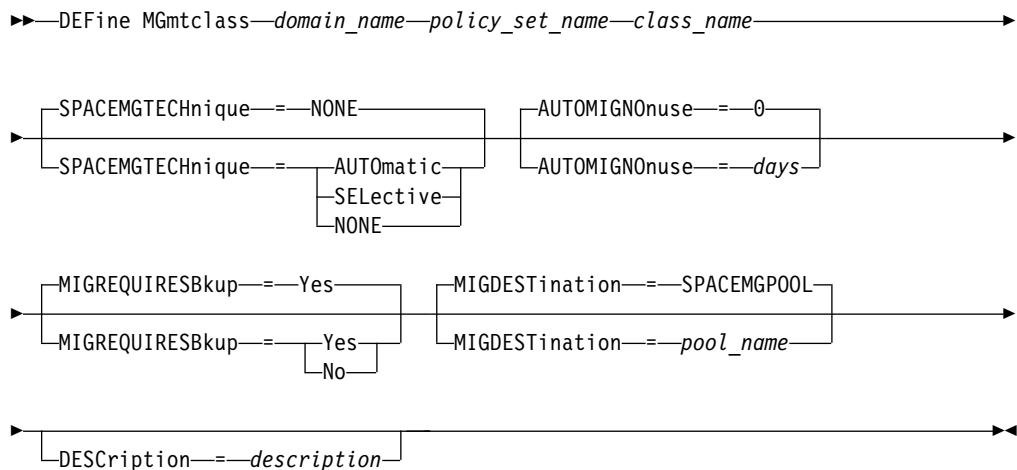 DEFine MGmtclass domain_name policy_set_name class_name
SPACEMGTECHnique = NONE AUTOMIGNOnuse = 0
SPACEMGTECHnique = AUTOmatic AUTOMIGNOnuse = days
SELective
NONE
MIGREQUIRESBkup = Yes MIGDESTination = SPACEMGPOOL
MIGREQUIRESBkup = Yes MIGDESTination = pool_name
No
DESCription = description